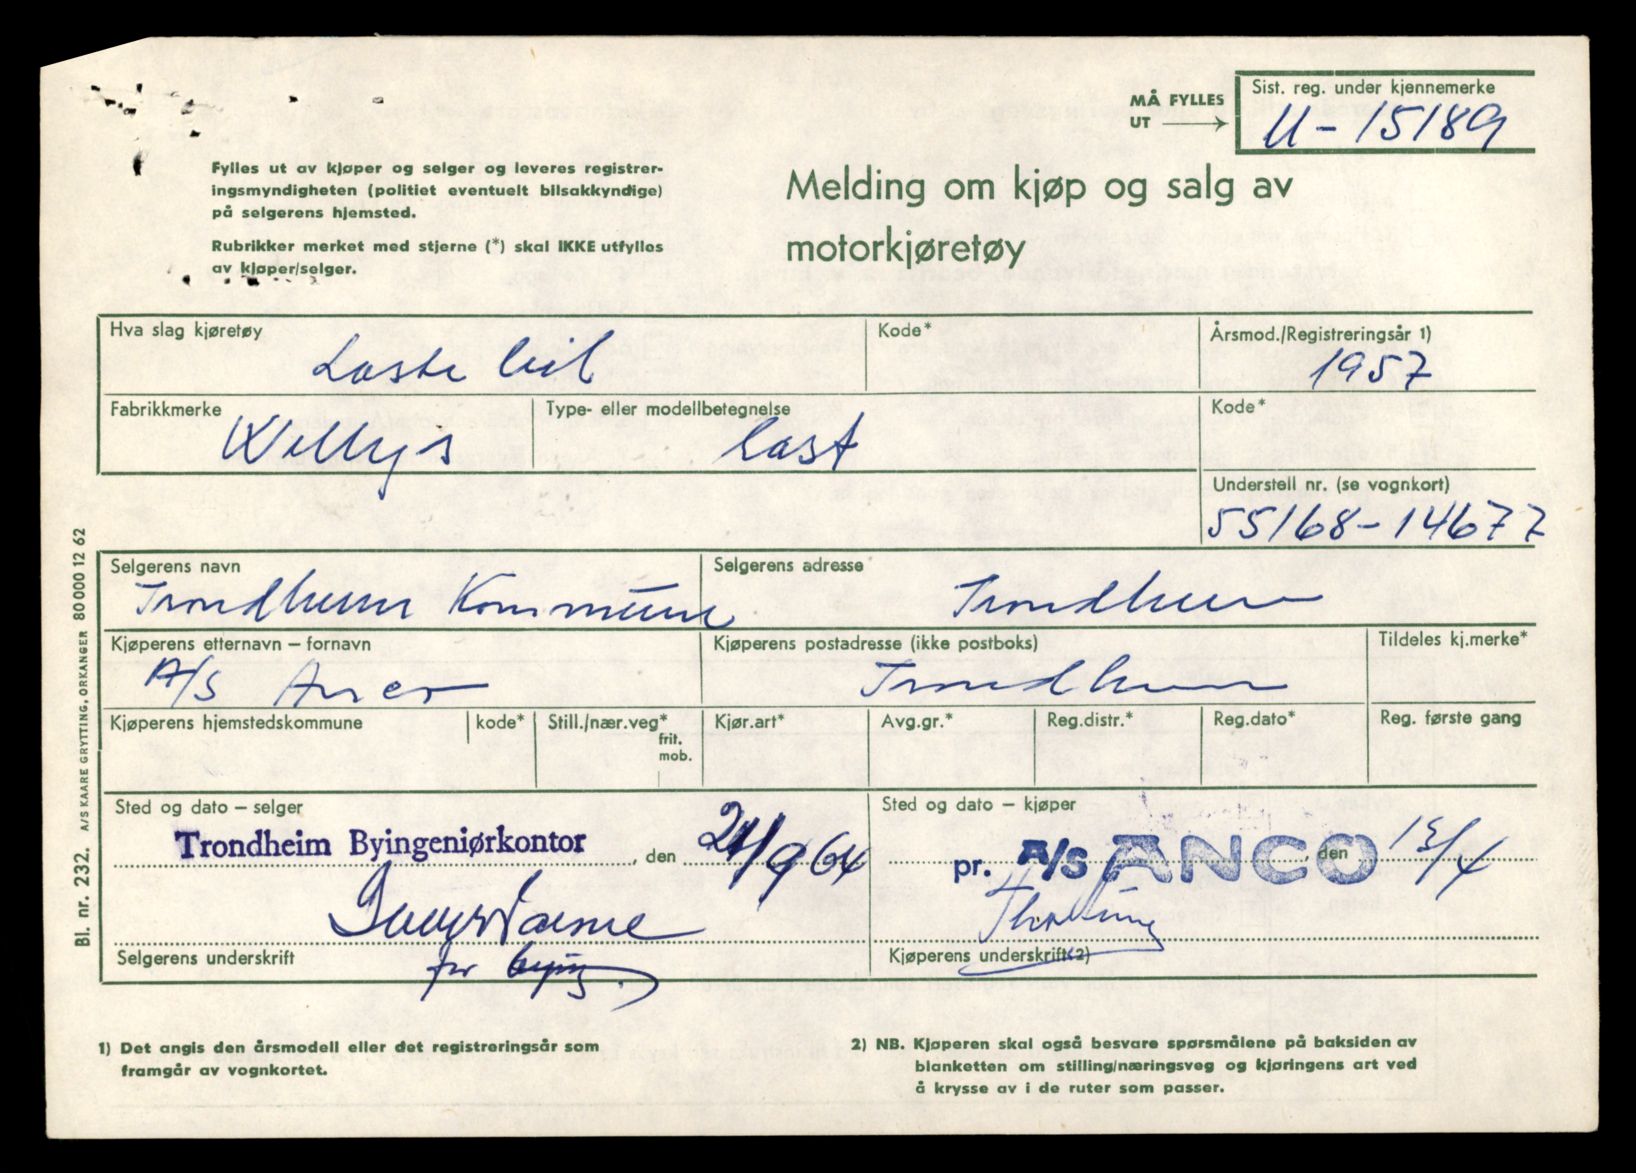 MÅ FYLLES
UT
Sist. reg. under kjennemerke
U-15189
Fylles ut av kjøper og selger og leveres registrer-
ingsmyndigheten (politiet eventuelt bilsakkyndige)
på selgerens hjemsted.
Rubrikker merket med stjerne (*) skal IKKE utfylles
av kjøper/selger.
Melding om kjøp og salg av
motorkjøretøy
Hva slag kjøretøy
Kode*
Årsmod./Registreringsår 1)
Laste bil
1957
Fabrikkmerke
Type- eller modellbetegnelse
Kode*
Willys
last
Understell nr. (se vognkort)
55168-14677
Selgerens navn
Selgerens adresse
Trondheim Kommune
Trondheim
Kjøperens etternavn – fornavn
Kjøperens postadresse (ikke postboks)
Tildeles kj.merke*
A/S Anco
Trondheim
Kjøperens hjemstedskommune
kode*
Still./nær.veg*
frit.
mob.
Kjør.art*
Avg.gr.*
Reg.distr.*
Reg.dato*
Reg. første gang
Sted og dato – selger
Sted og dato – kjøper
Trondheim Byingeniørkontor, den 21/9 64
pr. A/S ANCO, den
for bying.
Selgerens underskrift
Kjøperens underskrift 2)
1) Det angis den årsmodell eller det registreringsår som
framgår av vognkortet.
2) NB. Kjøperen skal også besvare spørsmålene på baksiden av
blanketten om stilling/næringsveg og kjøringens art ved
å krysse av i de ruter som passer.
Bl. nr. 232. A/S KAARE GRYTTING, ORKANGER 80 000 12 62